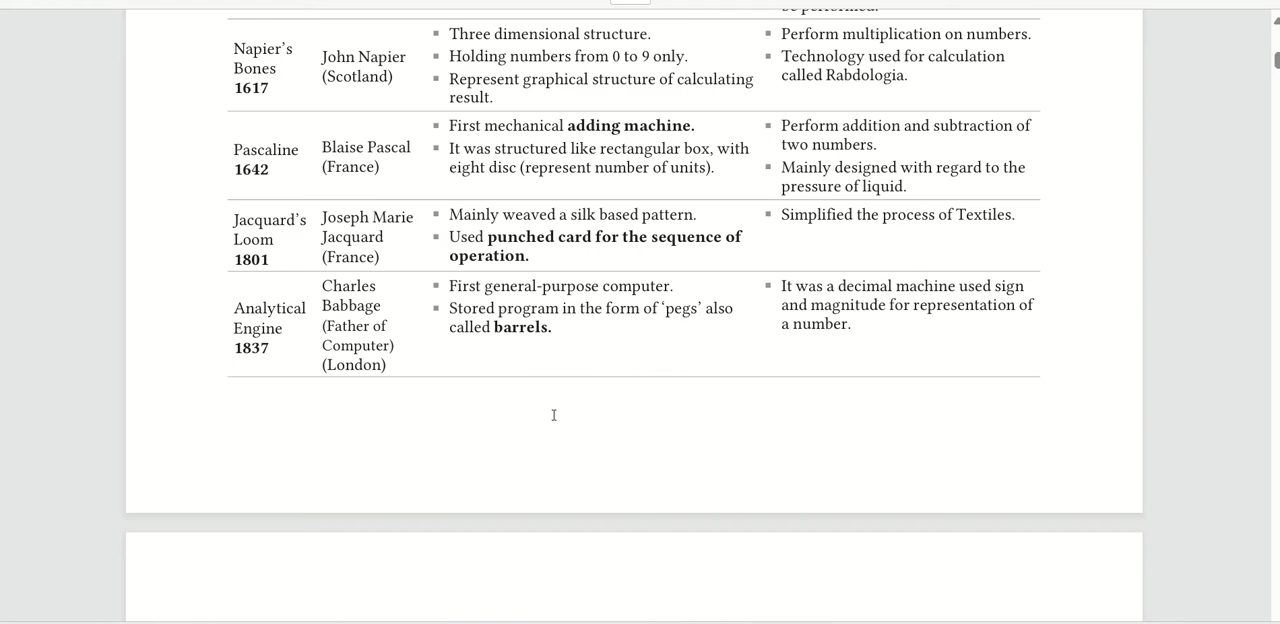 be performed.
Napier’s
Bones
1617
John Napier
(Scotland)
▪ Three dimensional structure.
▪ Holding numbers from 0 to 9 only.
▪ Represent graphical structure of calculating
result.
▪ Perform multiplication on numbers.
▪ Technology used for calculation
called Rabdologia.
Pascaline
1642
Blaise Pascal
(France)
▪ First mechanical adding machine.
▪ It was structured like rectangular box, with
eight disc (represent number of units).
▪ Perform addition and subtraction of
two numbers.
▪ Mainly designed with regard to the
pressure of liquid.
Jacquard’s
Loom
1801
Joseph Marie
Jacquard
(France)
▪ Mainly weaved a silk based pattern.
▪ Used punched card for the sequence of
operation.
▪ Simplified the process of Textiles.
Analytical
Engine
1837
Charles
Babbage
(Father of
Computer)
(London)
▪ First general-purpose computer.
▪ Stored program in the form of ‘pegs’ also
called barrels.
▪ It was a decimal machine used sign
and magnitude for representation of
a number.